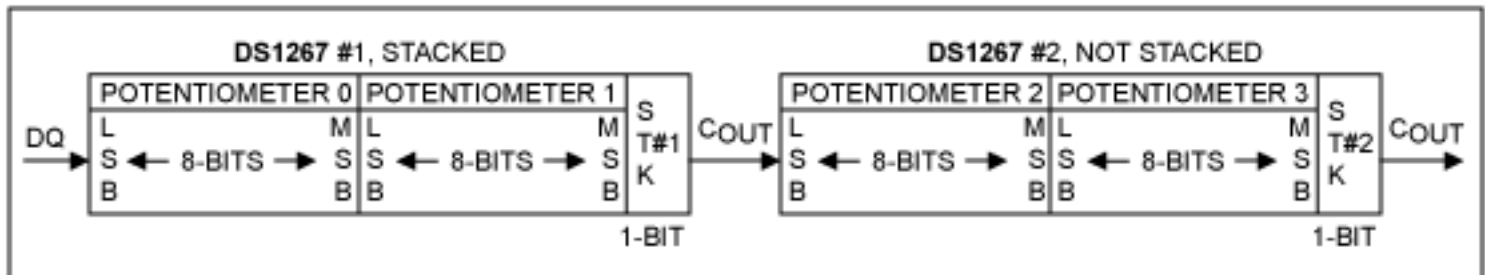 DS1267 #1, STACKED
DS1267 #2, NOT STACKED
POTENTIOMETER 0
POTENTIOMETER 1
POTENTIOMETER 2
POTENTIOMETER 3
DQ
L
S
B
8-BITS
M
S
B
L
S
B
8-BITS
M
S
B
S
T#1
K
COUT
L
S
B
8-BITS
M
S
B
L
S
B
8-BITS
M
S
B
S
T#2
K
COUT
1-BIT
1-BIT